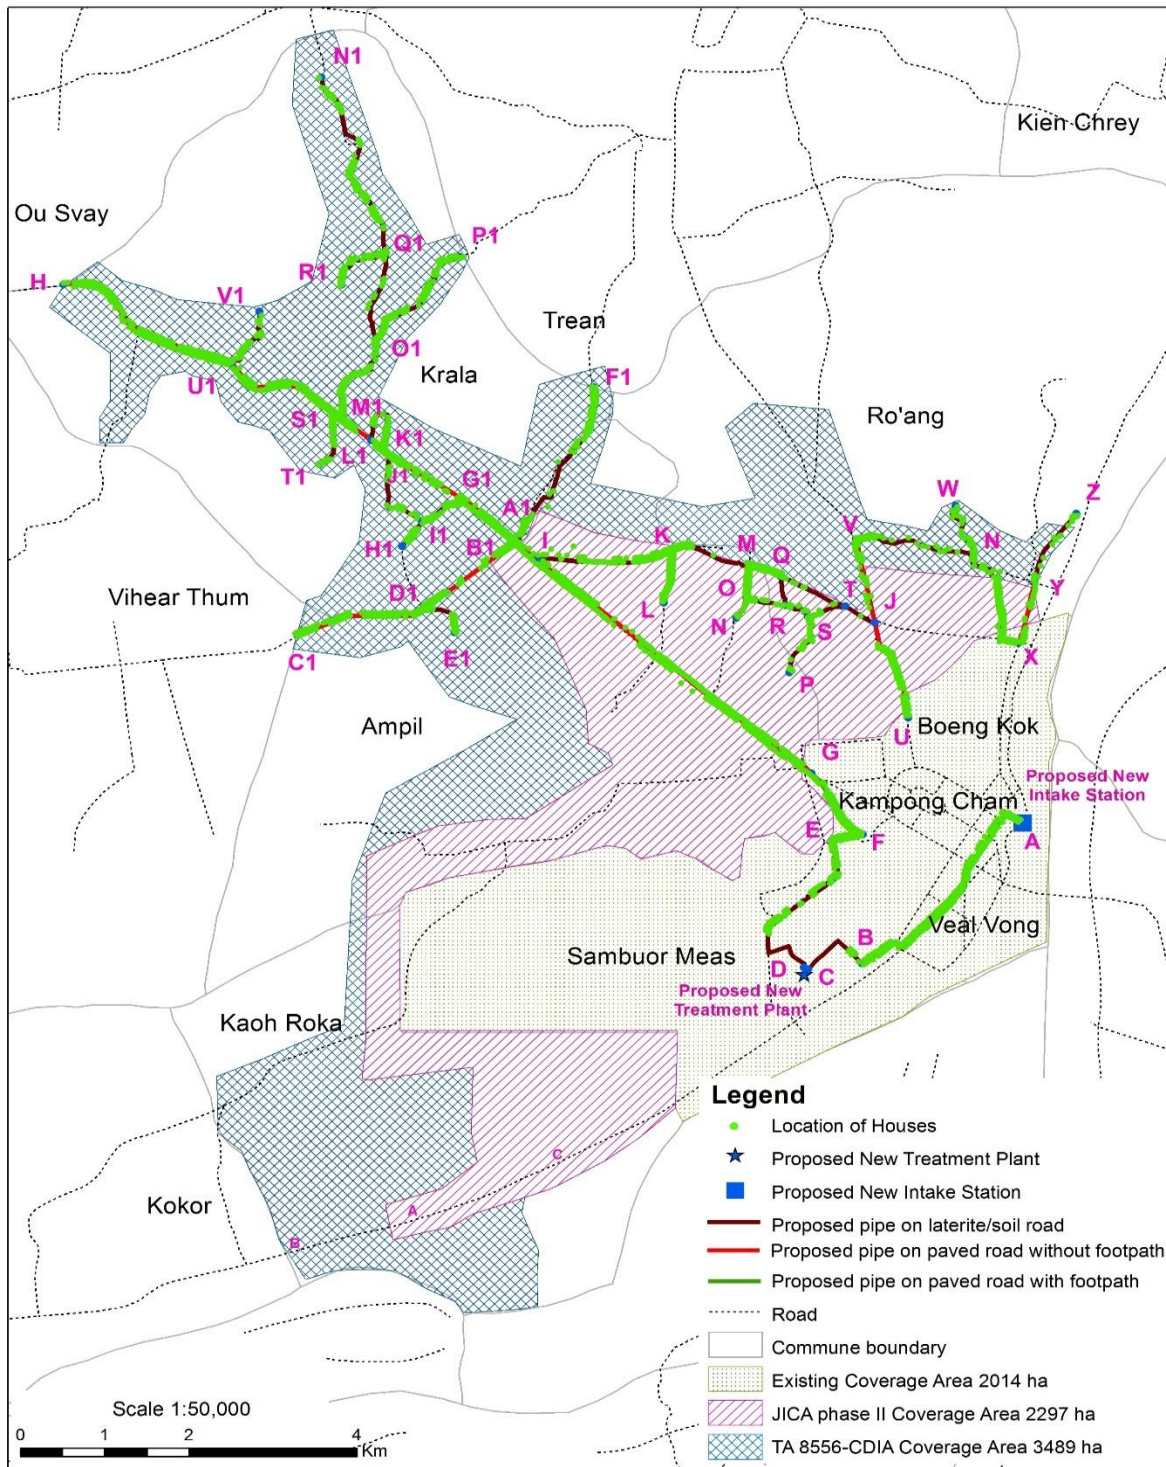 N1
Kien Chrey
Ou Svay
Q1
P1
R1
H
V1
Trean
O1
Krala
F1
U1
M1
Ro'ang
S1
K1
L1
T1
J1
G1
W
Z
A1
V
I1
I
K
M
Q
N
H1
B1
D1
Vihear Thum
O
T
J
Y
L
N
R
S
C1
E1
X
P
Ampil
U
Boeng Kok
G
Proposed New
Intake Station
Kampong Cham
E
F
A
B
Veal Vong
Sambuor Meas
D
C
Proposed New
Treatment Plant
Kaoh Roka
C
Kokor
A
B
Legend
Location of Houses
Proposed New Treatment Plant
Proposed New Intake Station
Proposed pipe on laterite/soil road
Proposed pipe on paved road without footpath
Proposed pipe on paved road with footpath
Road
Commune boundary
Existing Coverage Area 2014 ha
JICA phase II Coverage Area 2297 ha
TA 8556-CDIA Coverage Area 3489 ha
Scale 1:50,000
0 1 2 4
Km